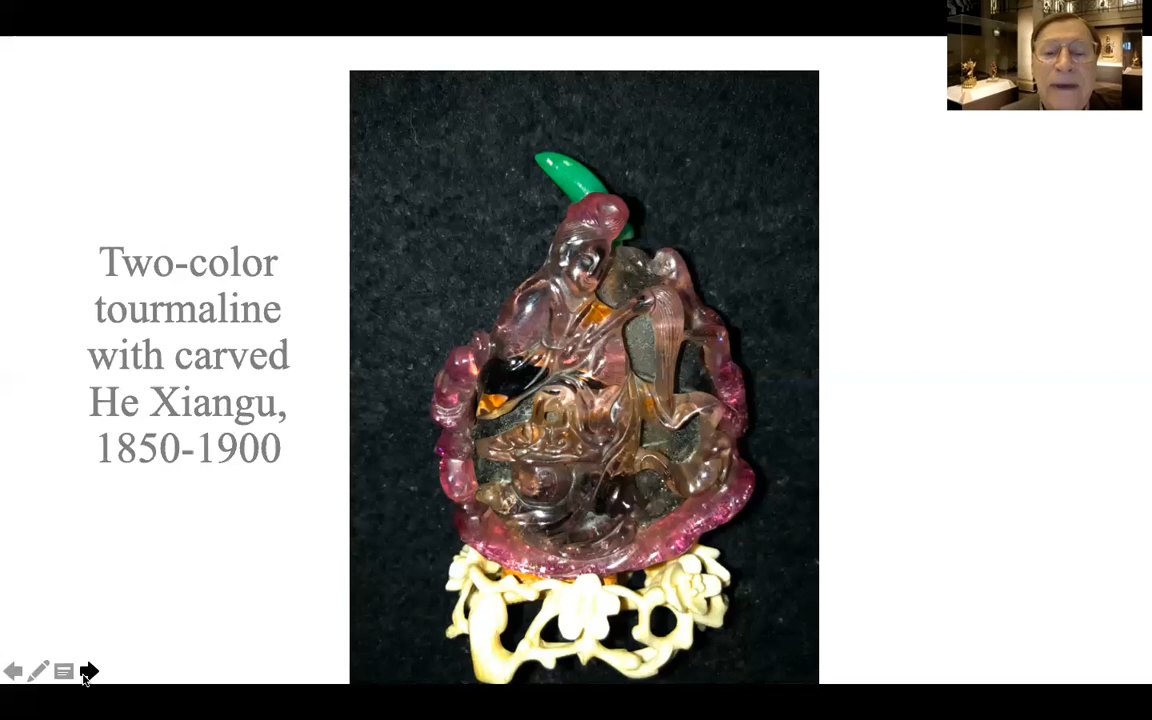 Two-color
tourmaline
with carved
He Xiangu,
1850-1900